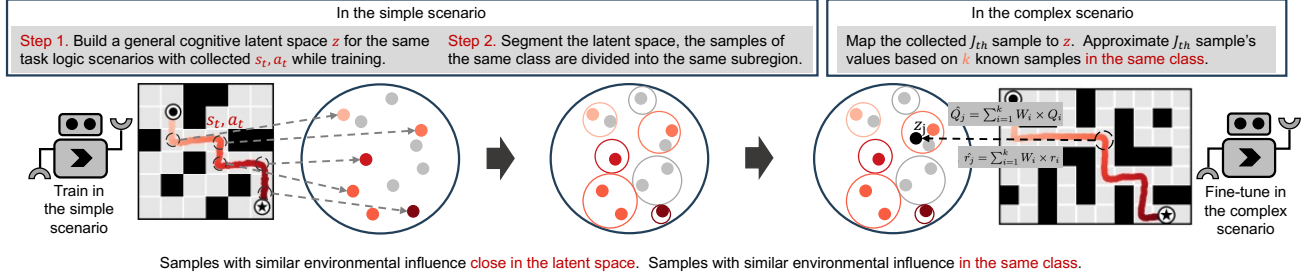 In the simple scenario
Step 1. Build a general cognitive latent space z for the same
task logic scenarios with collected s_t, a_t while training.
Step 2. Segment the latent space, the samples of
the same class are divided into the same subregion.
In the complex scenario
Map the collected J_th sample to z. Approximate J_th sample's
values based on k known samples in the same class.
s_t, a_t
Train in
the simple
scenario
z_j
Q̂_j = ∑_{i=1}^{k} W_i × Q_i
r̂_j = ∑_{i=1}^{k} W_i × r_i
Fine-tune in
the complex
scenario
Samples with similar environmental influence close in the latent space. Samples with similar environmental influence in the same class.